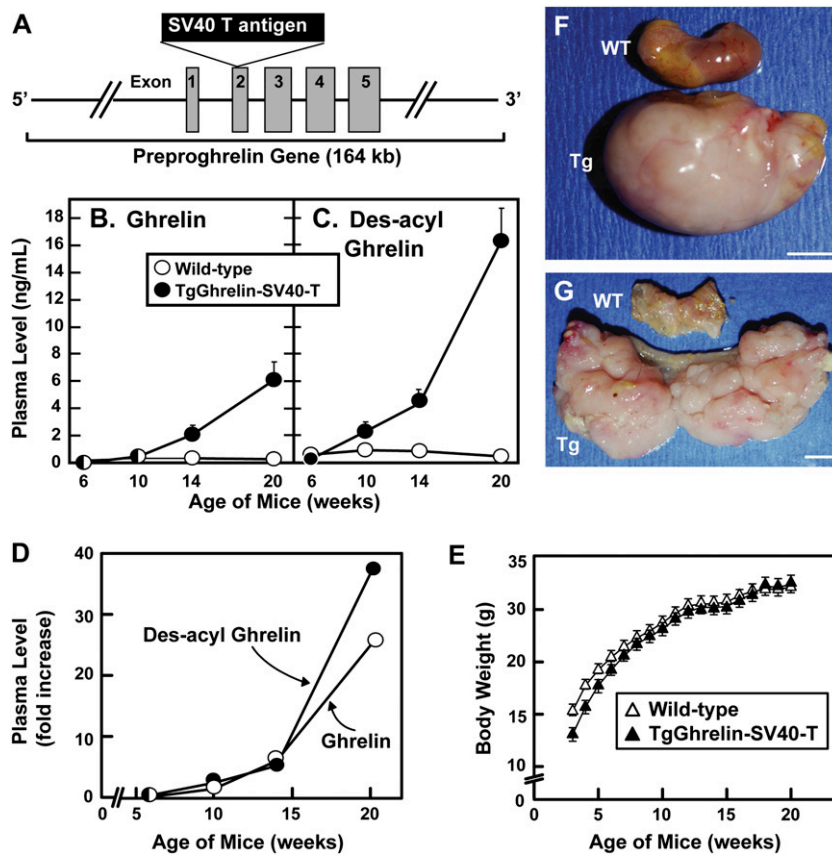 A
SV40 T antigen
Exon 1 2 3 4 5
5’ 3’
Preproghrelin Gene (164 kb)
B. Ghrelin
C. Des-acyl
Ghrelin
Wild-type
TgGhrelin-SV40-T
Plasma Level (ng/mL)
18
16
14
12
10
8
6
4
2
0
6 10 14 20 6 10 14 20
Age of Mice (weeks)
D
Plasma Level
(fold increase)
40
30
20
10
0
Des-acyl Ghrelin
Ghrelin
0 5 10 15 20
Age of Mice (weeks)
F
WT
Tg
G
WT
Tg
E
Body Weight (g)
35
30
20
15
10
0
Wild-type
TgGhrelin-SV40-T
0 5 10 15 20
Age of Mice (weeks)